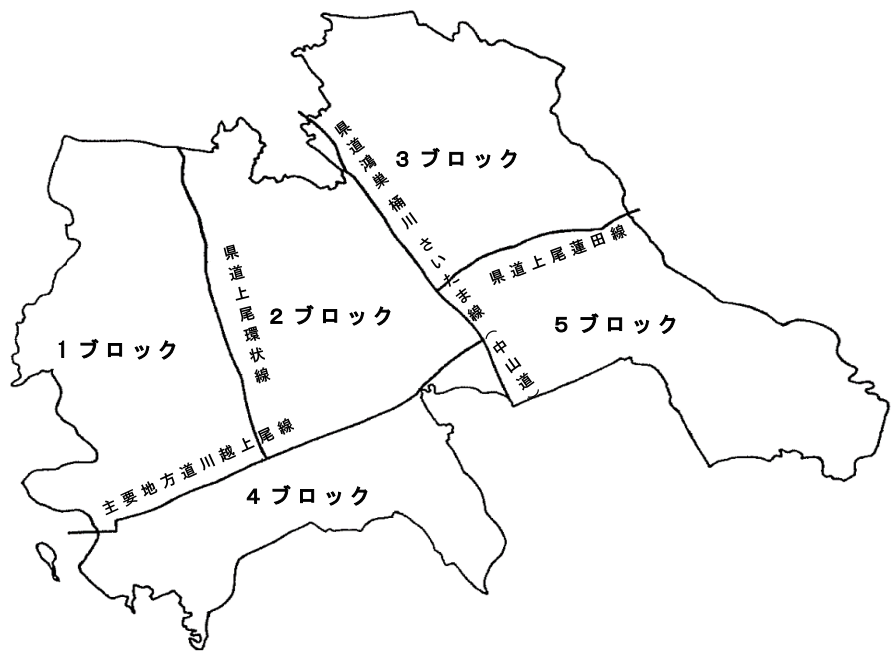 県道鴻巣桶川さいたま線(中山道)
3ブロック
県道上尾蓮田線
県道上尾環状線
2ブロック
5ブロック
1ブロック
主要地方道川越上尾線
4ブロック